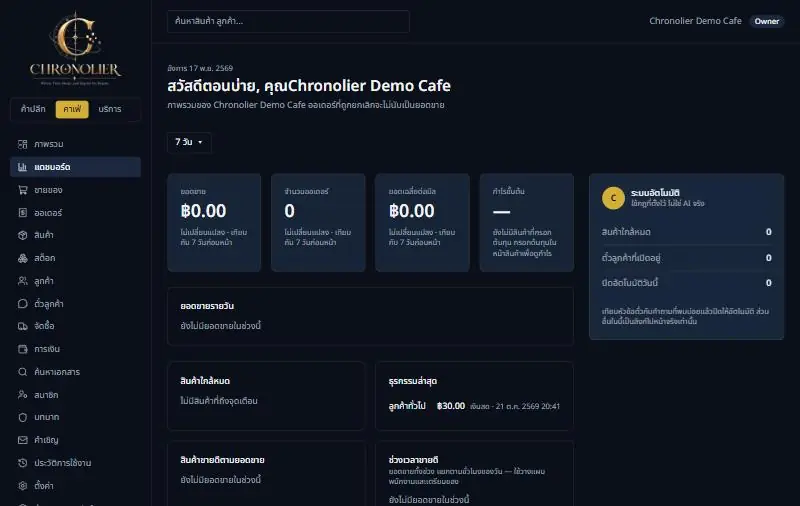 CHRONOLIER
ค้าปลีก
คาเฟ่
บริการ
ภาพรวม
แดชบอร์ด
ขายของ
ออเดอร์
สินค้า
สต็อก
ลูกค้า
ตั๋วลูกค้า
จัดซื้อ
การเงิน
ค้นหาเอกสาร
สมาชิก
บทบาท
คำเชิญ
ประวัติการใช้งาน
ตั้งค่า
ค้นหาสินค้า ลูกค้า...
Chronolier Demo Cafe
Owner
อังคาร 17 พ.ย. 2569
สวัสดีตอนบ่าย, คุณChronolier Demo Cafe
ภาพรวมของ Chronolier Demo Cafe ออเดอร์ที่ถูกยกเลิกจะไม่นับเป็นยอดขาย
7 วัน
ยอดขาย
฿0.00
ไม่เปลี่ยนแปลง · เทียบ
กับ 7 วันก่อนหน้า
จำนวนออเดอร์
0
ไม่เปลี่ยนแปลง · เทียบ
กับ 7 วันก่อนหน้า
ยอดเฉลี่ยต่อบิล
฿0.00
ไม่เปลี่ยนแปลง · เทียบ
กับ 7 วันก่อนหน้า
กำไรขั้นต้น
—
ยังไม่มีสินค้าที่กรอก
ต้นทุน กรอกต้นทุนใน
หน้าสินค้าเพื่อดูกำไร
C
ระบบอัตโนมัติ
ใช้กฎที่ตั้งไว้ ไม่ใช่ AI จริง
สินค้าใกล้หมด 0
ตั๋วลูกค้าที่เปิดอยู่ 0
ปิดอัตโนมัติวันนี้ 0
เทียบหัวข้อตั๋วกับคำถามที่พบบ่อยแล้วปิดให้อัตโนมัติ ส่วน
อื่นในนี้เป็นลิงก์ไปหน้าจริงเท่านั้น
ยอดขายรายวัน
ยังไม่มียอดขายในช่วงนี้
สินค้าใกล้หมด
ไม่มีสินค้าที่ถึงจุดเตือน
ธุรกรรมล่าสุด
ลูกค้าทั่วไป ฿30.00 เงินสด · 21 ต.ค. 2569 20:41
สินค้าขายดีตามยอดขาย
ยังไม่มียอดขายในช่วงนี้
ช่วงเวลาขายดี
ยอดขายทั้งช่วง แยกตามชั่วโมงของวัน — ใช้วางแผน
พนักงานและเตรียมของ
ยังไม่มียอดขายในช่วงนี้